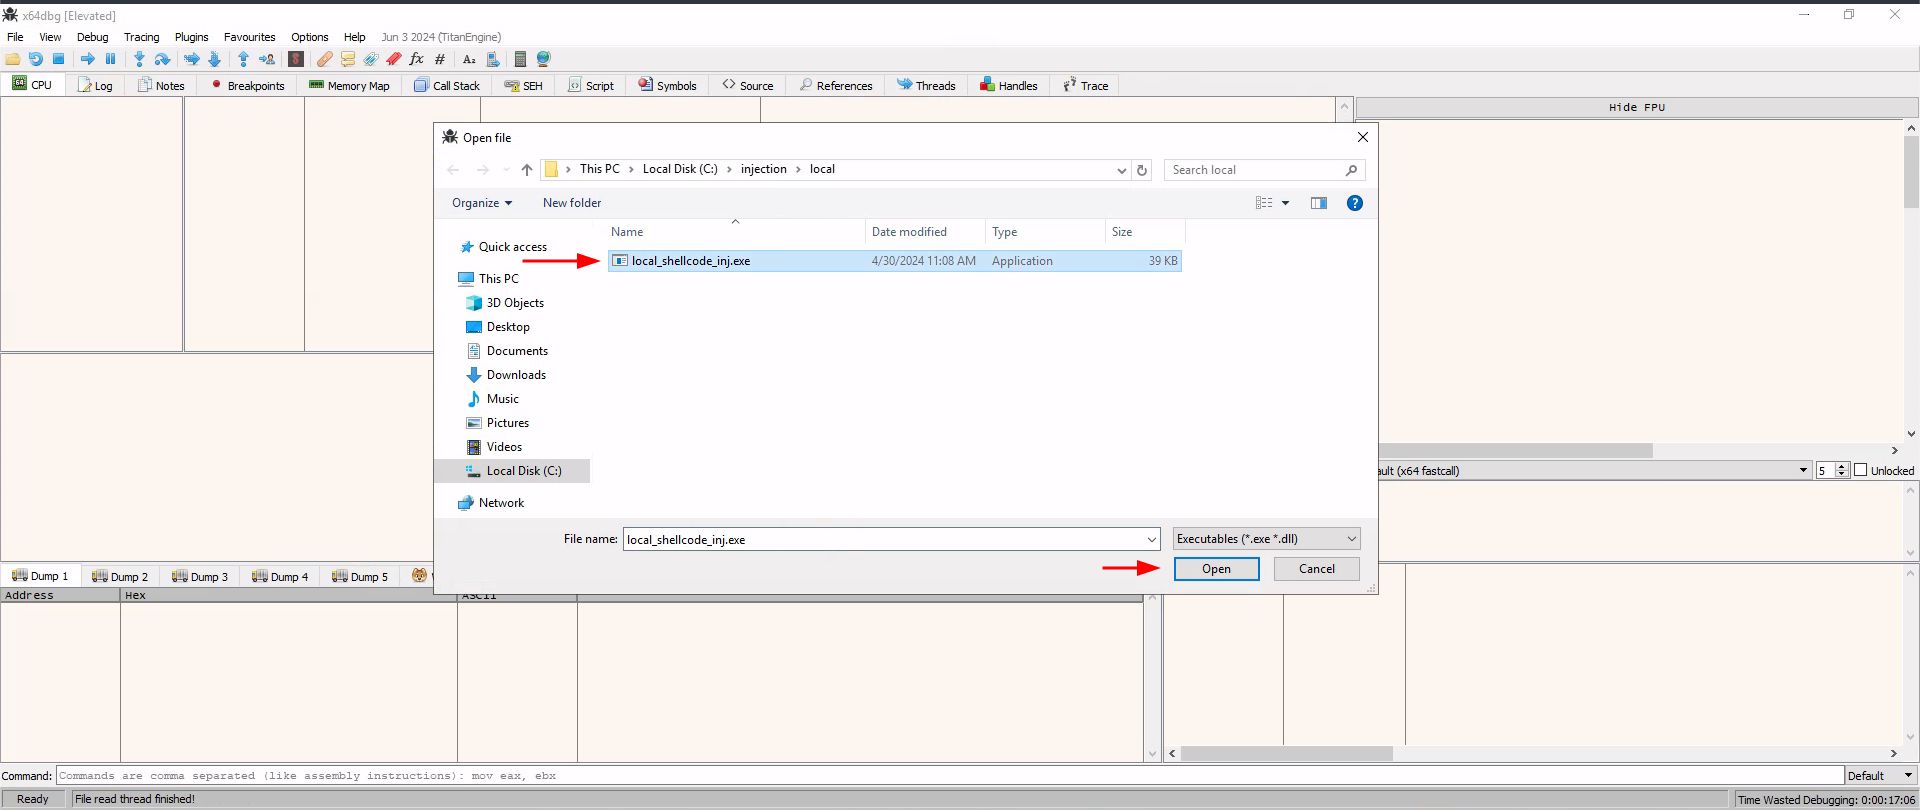 x64dbg [Elevated]
File View Debug Tracing Plugins Favourites Options Help Jun 3 2024 (TitanEngine)
CPU Log Notes Breakpoints Memory Map Call Stack SEH Script Symbols Source References Threads Handles Trace
Hide FPU
Open file
This PC > Local Disk (C:) > injection > local
Search local
Organize New folder
Name Date modified Type Size
Quick access
local_shellcode_inj.exe 4/30/2024 11:08 AM Application 39 KB
This PC
3D Objects
Desktop
Documents
Downloads
Music
Pictures
Videos
Local Disk (C:)
Network
ault (x64 fastcall) 5 Unlocked
File name: local_shellcode_inj.exe Executables (*.exe *.dll)
Open Cancel
Dump 1 Dump 2 Dump 3 Dump 4 Dump 5
Address Hex ASCII
Command: Commands are comma separated (like assembly instructions): mov eax, ebx Default
Ready File read thread finished! Time Wasted Debugging: 0:00:17:06